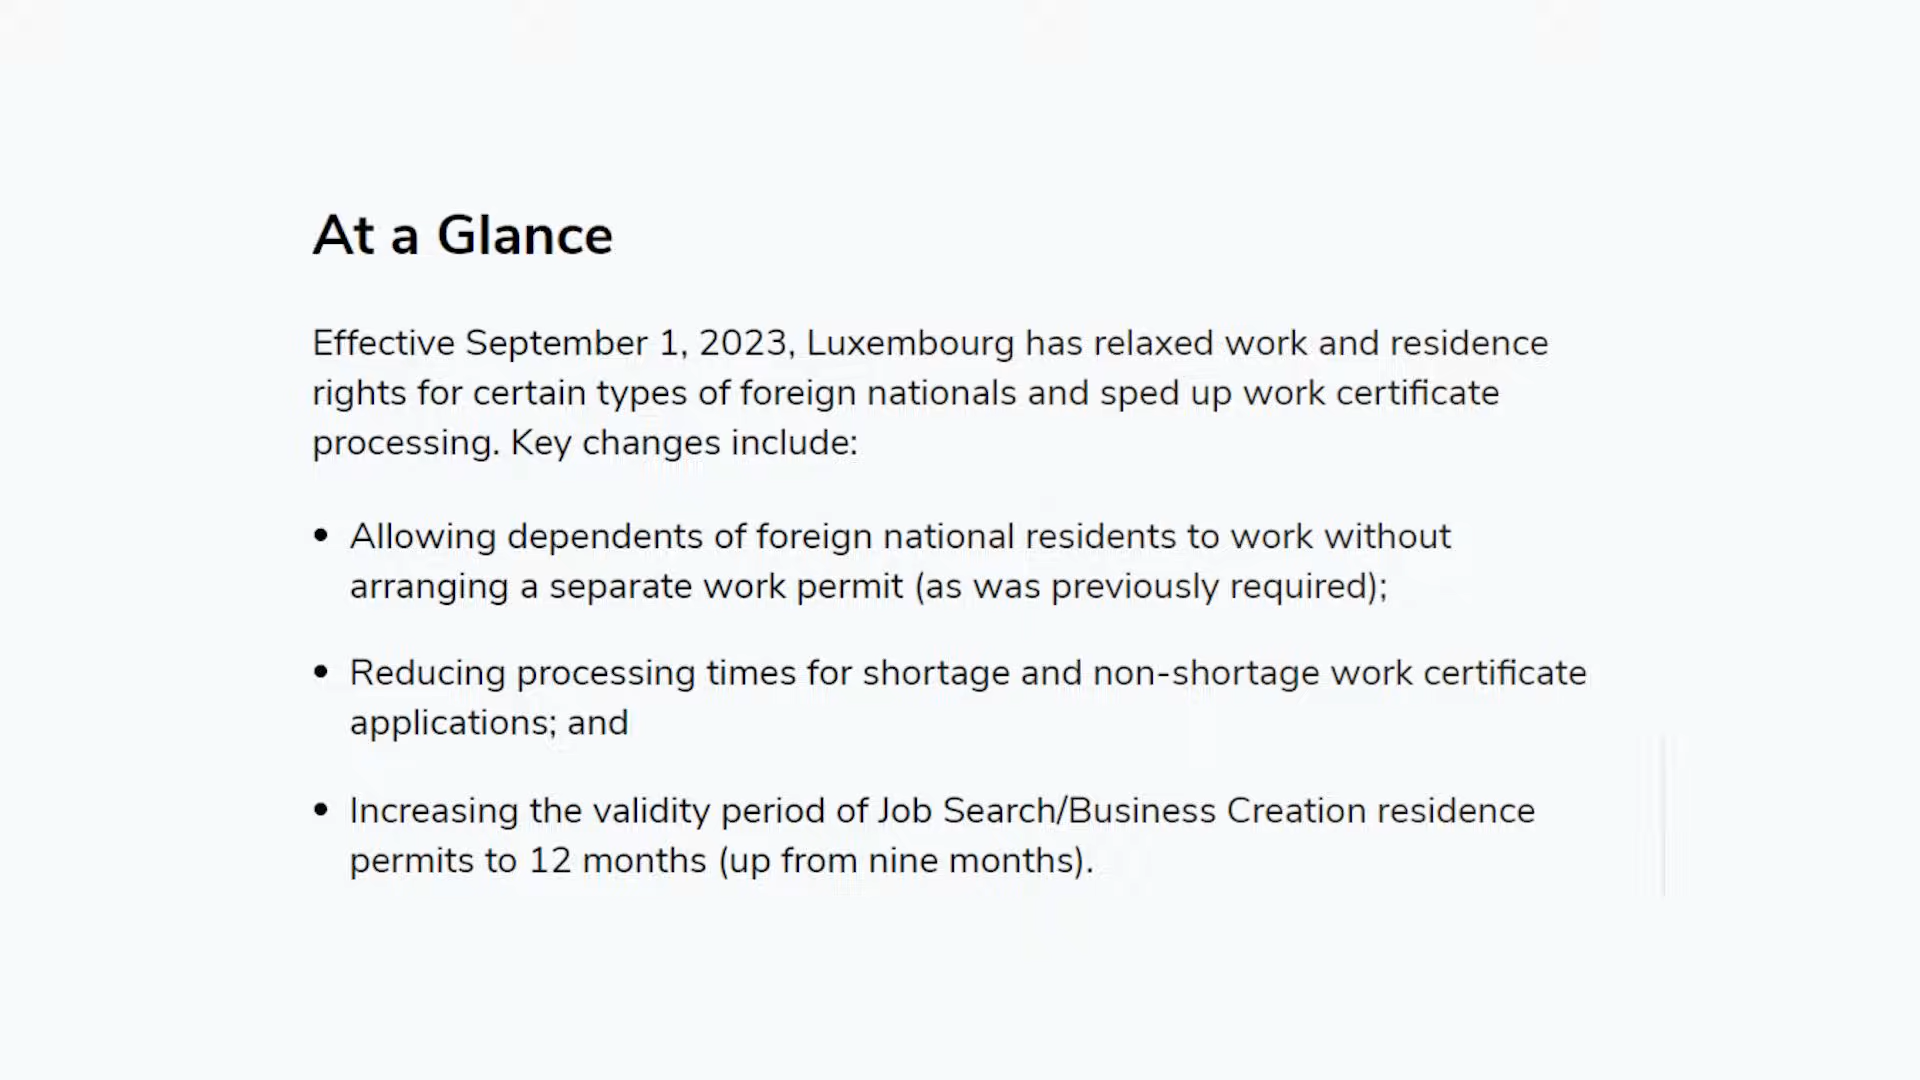 At a Glance
Effective September 1, 2023, Luxembourg has relaxed work and residence
rights for certain types of foreign nationals and sped up work certificate
processing. Key changes include:
• Allowing dependents of foreign national residents to work without
arranging a separate work permit (as was previously required);
• Reducing processing times for shortage and non-shortage work certificate
applications; and
• Increasing the validity period of Job Search/Business Creation residence
permits to 12 months (up from nine months).